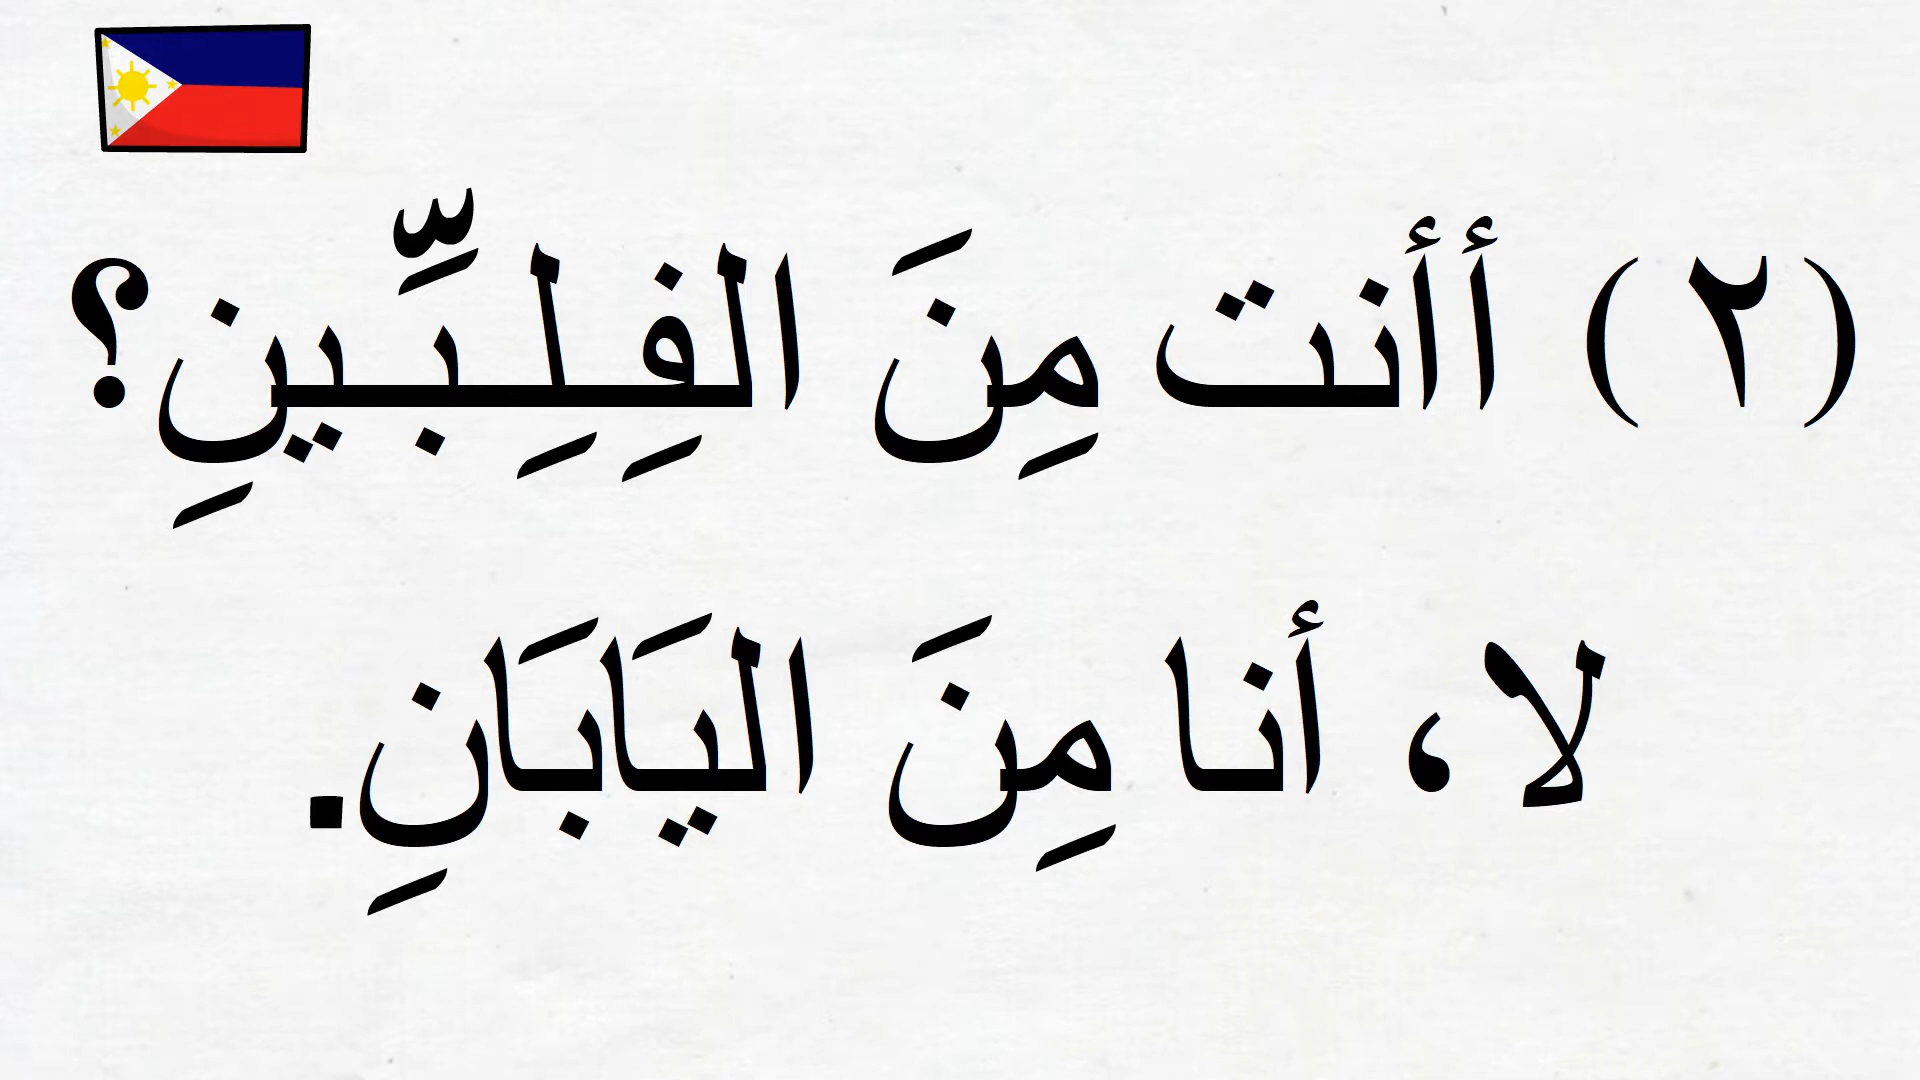 (٢) أأنت مِنَ الفِلِبِّينِ؟
لا، أنا مِنَ اليَابَانِ.